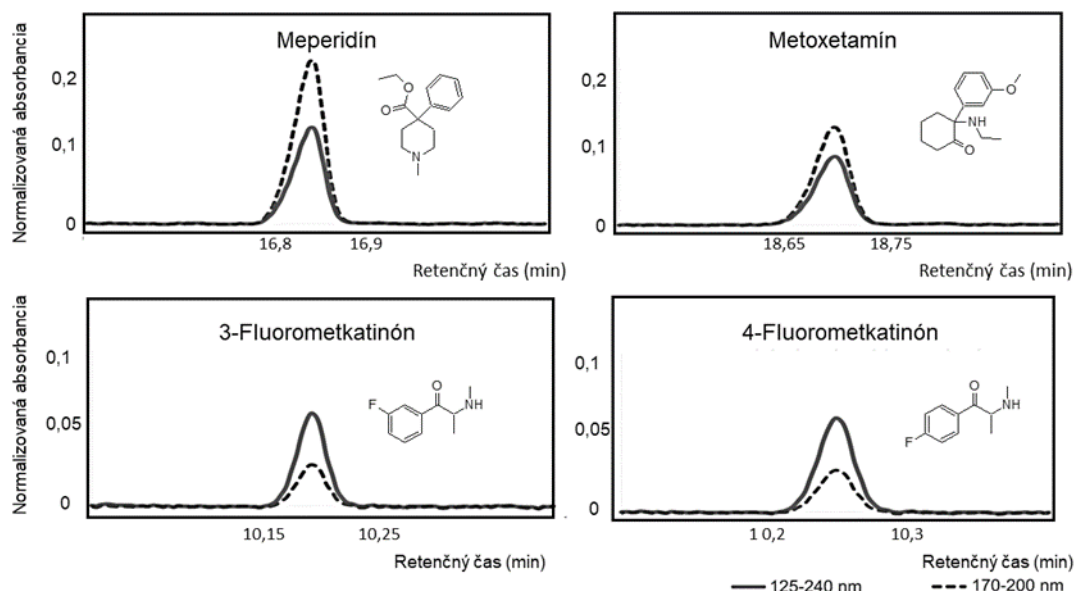 Normalizovaná absorbancia
Meperidín
0,2
0,1
0
O
O
N
16,8
16,9
Retenčný čas (min)
Metoxetamín
0,2
0,1
0
O
NH
O
18,65
18,75
Retenčný čas (min)
Normalizovaná absorbancia
3-Fluorometkatinón
0,1
0,05
0
F
O
NH
10,15
10,25
Retenčný čas (min)
4-Fluorometkatinón
0,1
0,05
0
O
NH
F
1 0,2
10,3
Retenčný čas (min)
125-240 nm
170-200 nm